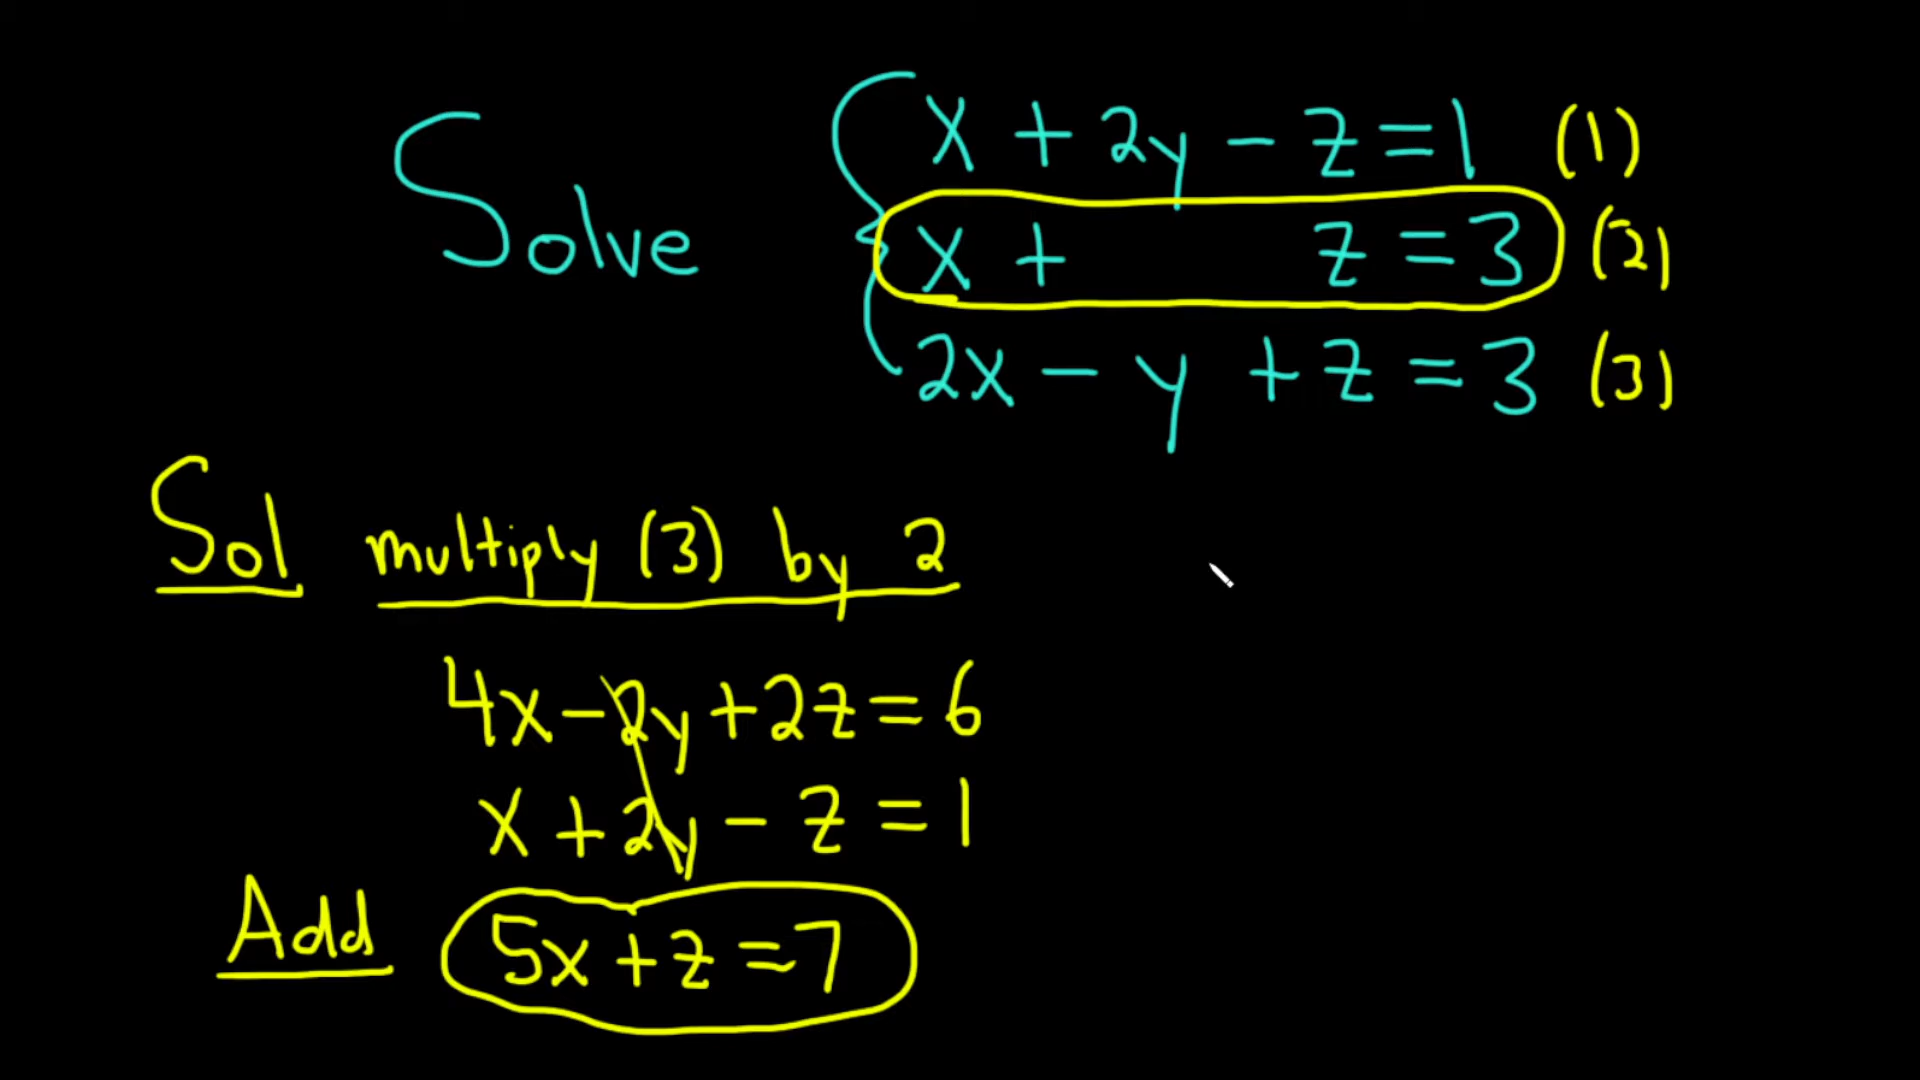 Solve
x + 2y - z = 1 (1)
x + z = 3 (2)
2x - y + z = 3 (3)
Sol multiply (3) by 2
4x - 2y + 2z = 6
x + 2y - z = 1
Add 5x + z = 7